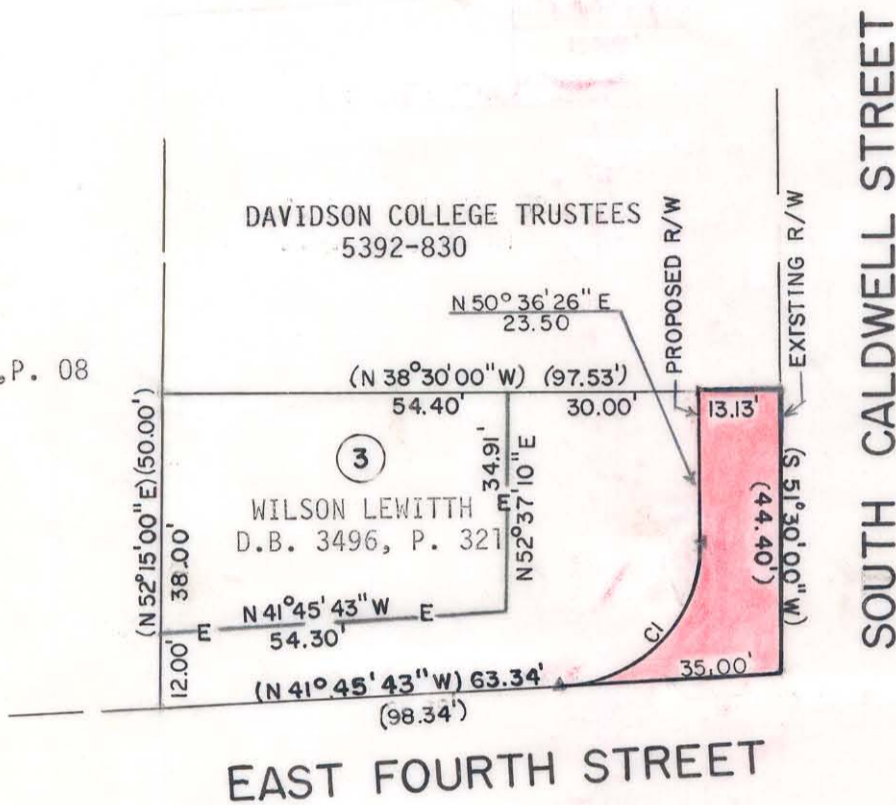 SOUTH CALDWELL STREET
DAVIDSON COLLEGE TRUSTEES
5392-830
PROPOSED R/W
EXISTING R/W
N 50° 36' 26" E
23.50
,P. 08
(N 38°30'00"W) (97.53')
54.40' 30.00' 13.13'
(N 52°15'00"E)(50.00')
38.00'
12.00'
3
WILSON LEWITTH
D.B. 3496, P. 321
34.91'
E
N 52°37'10"E
(S 51°30'00"W)
(44.40')
N 41°45'43"W
E E
54.30'
C1
35.00'
(N 41°45'43"W) 63.34'
(98.34')
EAST FOURTH STREET